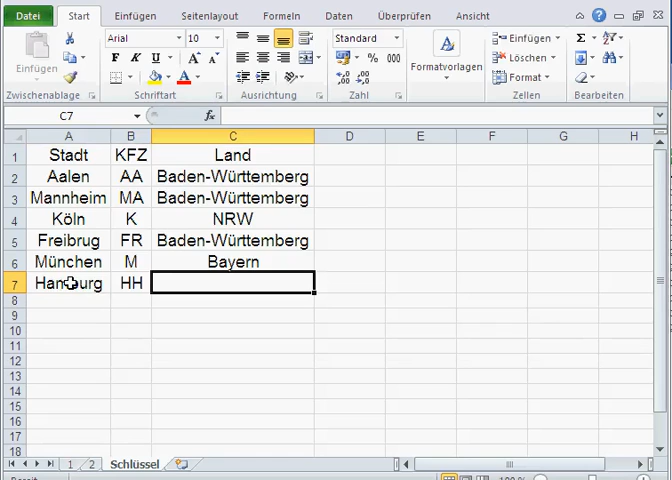 Datei Start Einfügen Seitenlayout Formeln Daten Überprüfen Ansicht
Einfügen
Zwischenablage
Arial 10
F K U
A A
A
Schriftart
Ausrichtung
Standard
% 000
Zahl
A
Formatvorlagen
Einfügen
Löschen
Format
Zellen
Σ
Bearbeiten
C7 fx
A B C D E F G H
1 Stadt KFZ Land
2 Aalen AA Baden-Württemberg
3 Mannheim MA Baden-Württemberg
4 Köln K NRW
5 Freibrug FR Baden-Württemberg
6 München M Bayern
7 Hamburg HH
8
9
10
11
12
13
14
15
16
17
18
1 2 Schlüssel